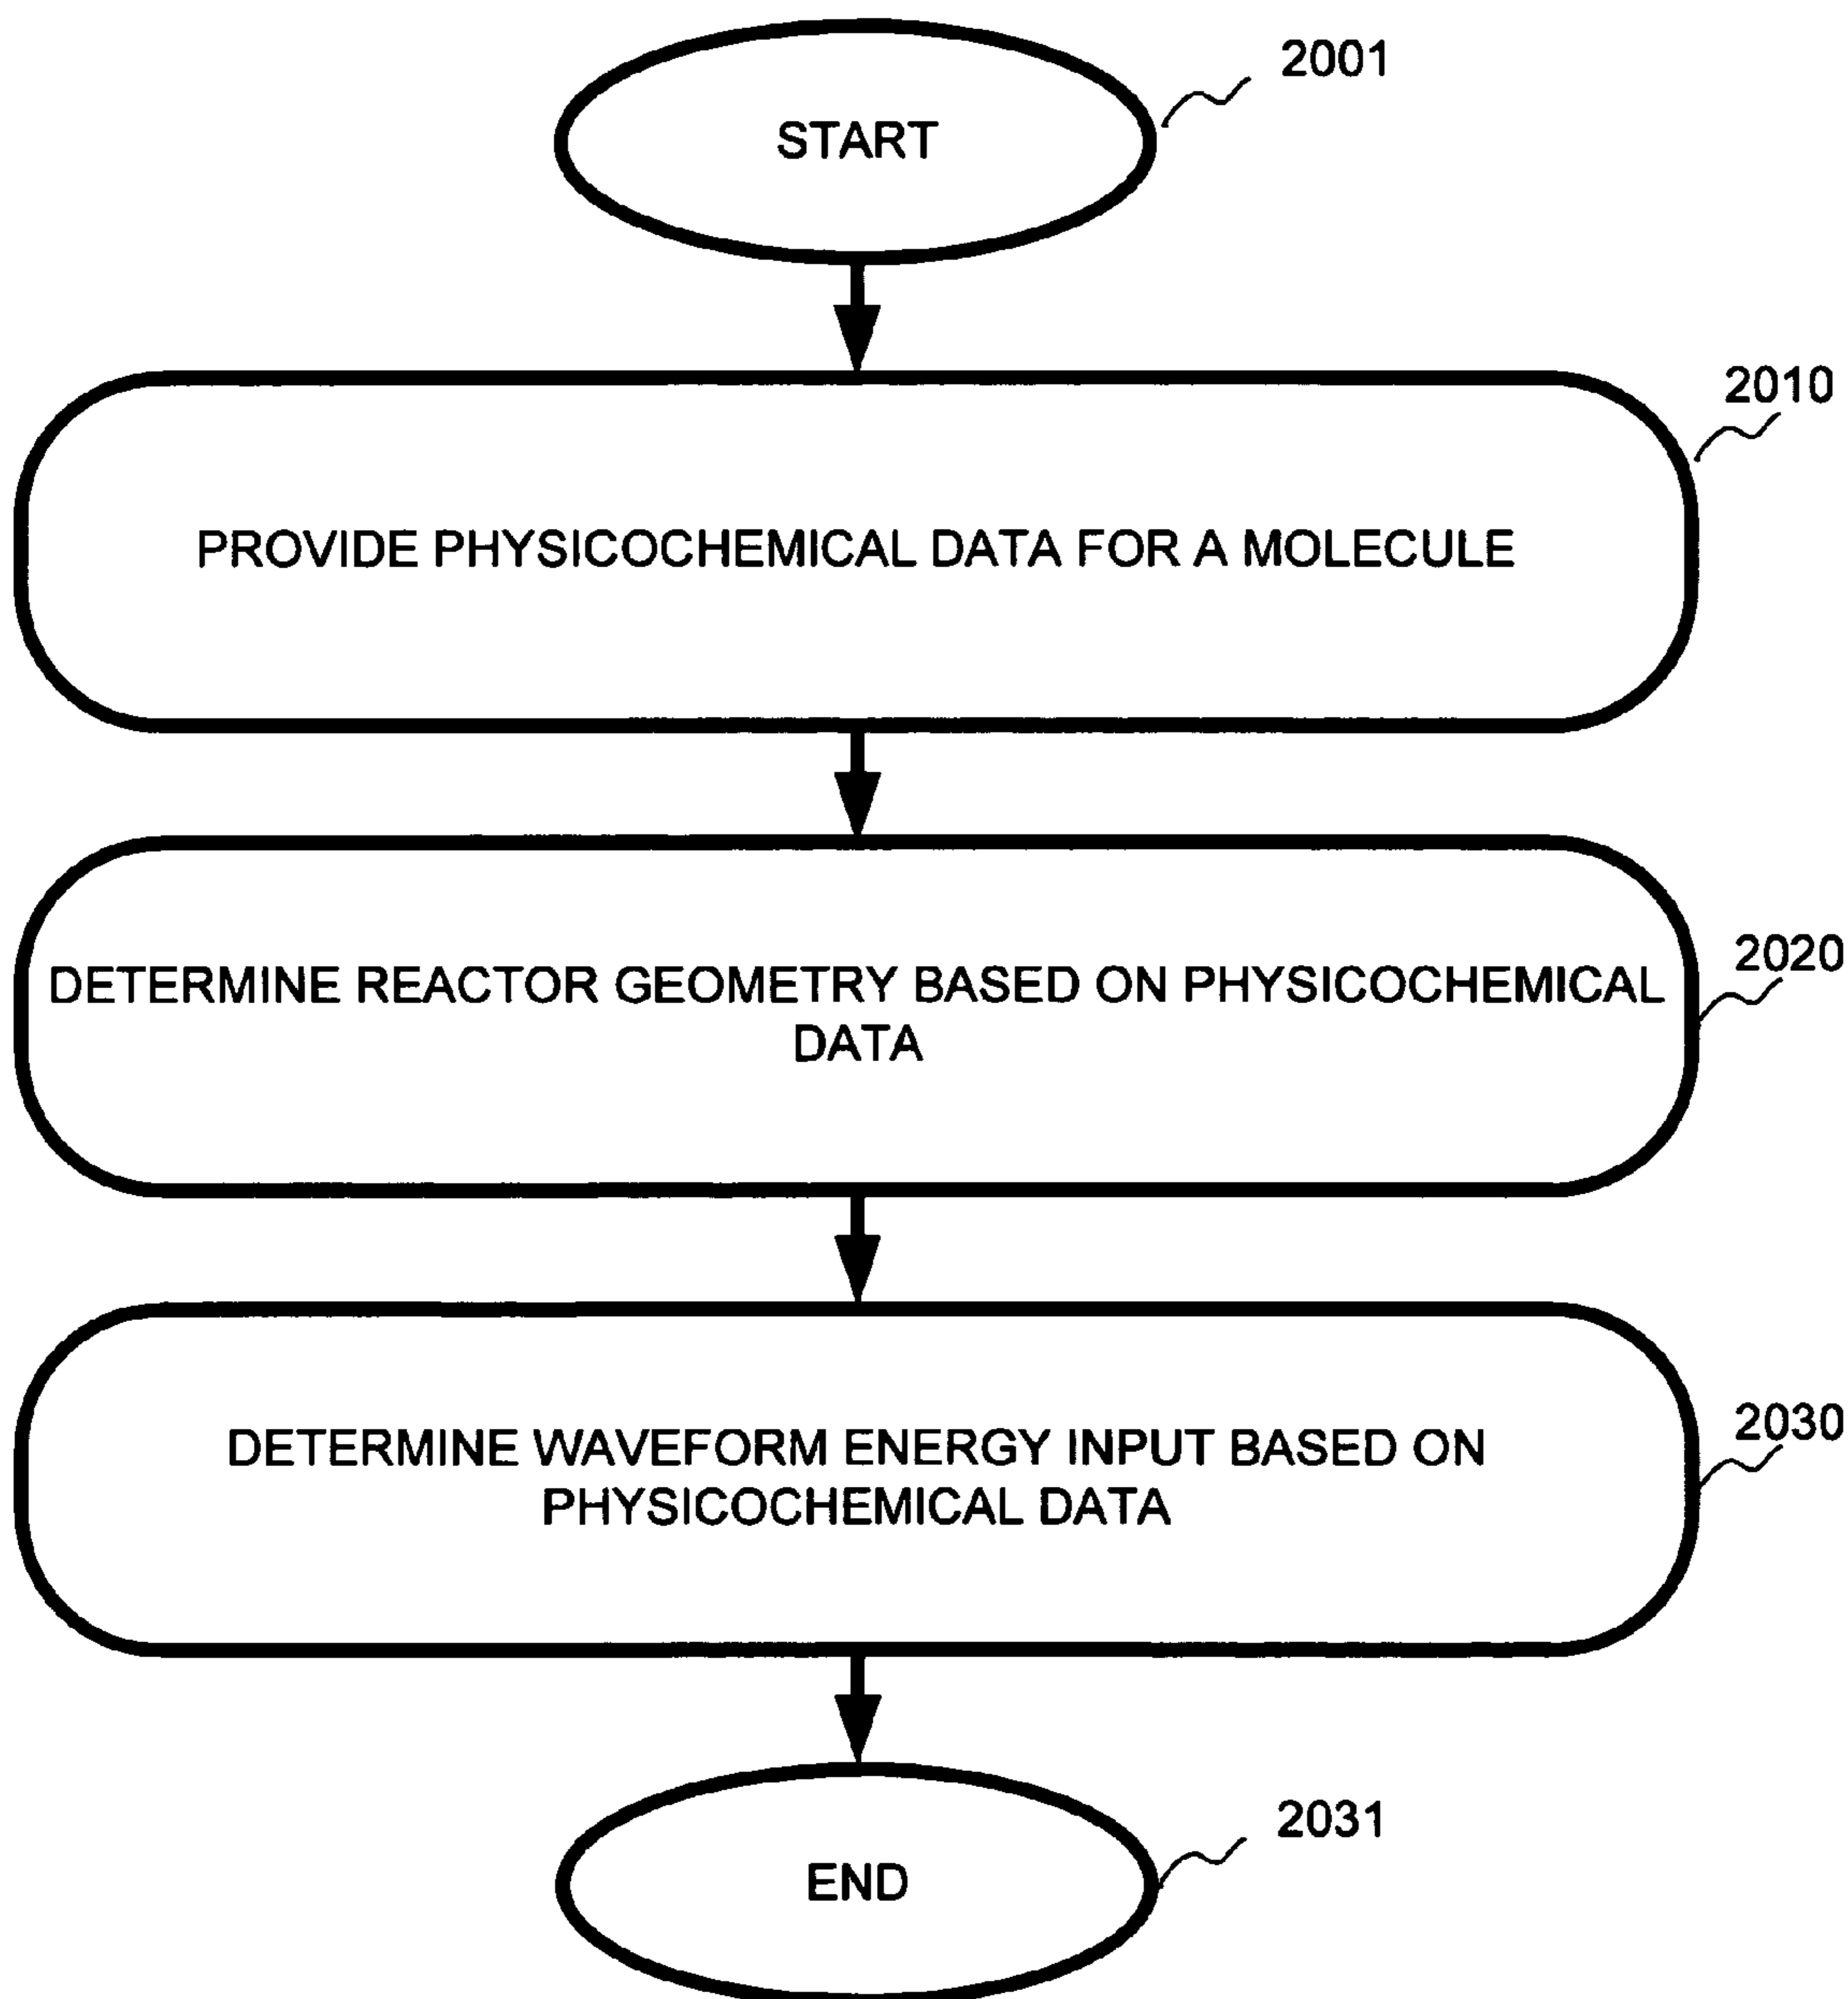 2001
START
2010
PROVIDE PHYSICOCHEMICAL DATA FOR A MOLECULE
2020
DETERMINE REACTOR GEOMETRY BASED ON PHYSICOCHEMICAL
DATA
2030
DETERMINE WAVEFORM ENERGY INPUT BASED ON
PHYSICOCHEMICAL DATA
2031
END